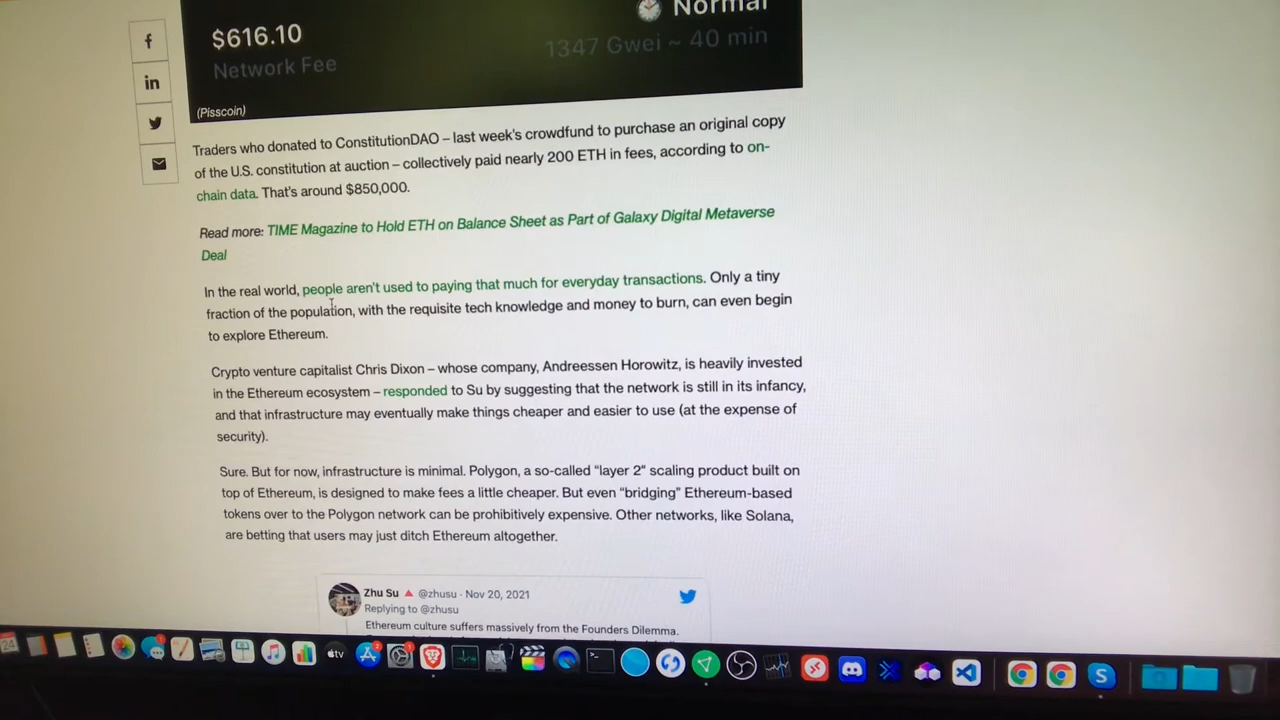 $616.10
Normal
Network Fee
1347 Gwei ~ 40 min
(Pisscoin)
f
in
Traders who donated to ConstitutionDAO – last week's crowdfund to purchase an original copy
of the U.S. constitution at auction – collectively paid nearly 200 ETH in fees, according to on-
chain data. That's around $850,000.
Read more: TIME Magazine to Hold ETH on Balance Sheet as Part of Galaxy Digital Metaverse
Deal
In the real world, people aren't used to paying that much for everyday transactions. Only a tiny
fraction of the population, with the requisite tech knowledge and money to burn, can even begin
to explore Ethereum.
Crypto venture capitalist Chris Dixon – whose company, Andreessen Horowitz, is heavily invested
in the Ethereum ecosystem – responded to Su by suggesting that the network is still in its infancy,
and that infrastructure may eventually make things cheaper and easier to use (at the expense of
security).
Sure. But for now, infrastructure is minimal. Polygon, a so-called “layer 2” scaling product built on
top of Ethereum, is designed to make fees a little cheaper. But even “bridging” Ethereum-based
tokens over to the Polygon network can be prohibitively expensive. Other networks, like Solana,
are betting that users may just ditch Ethereum altogether.
Zhu Su @zhusu · Nov 20, 2021
Replying to @zhusu
Ethereum culture suffers massively from the Founders Dilemma.
24
tv
S